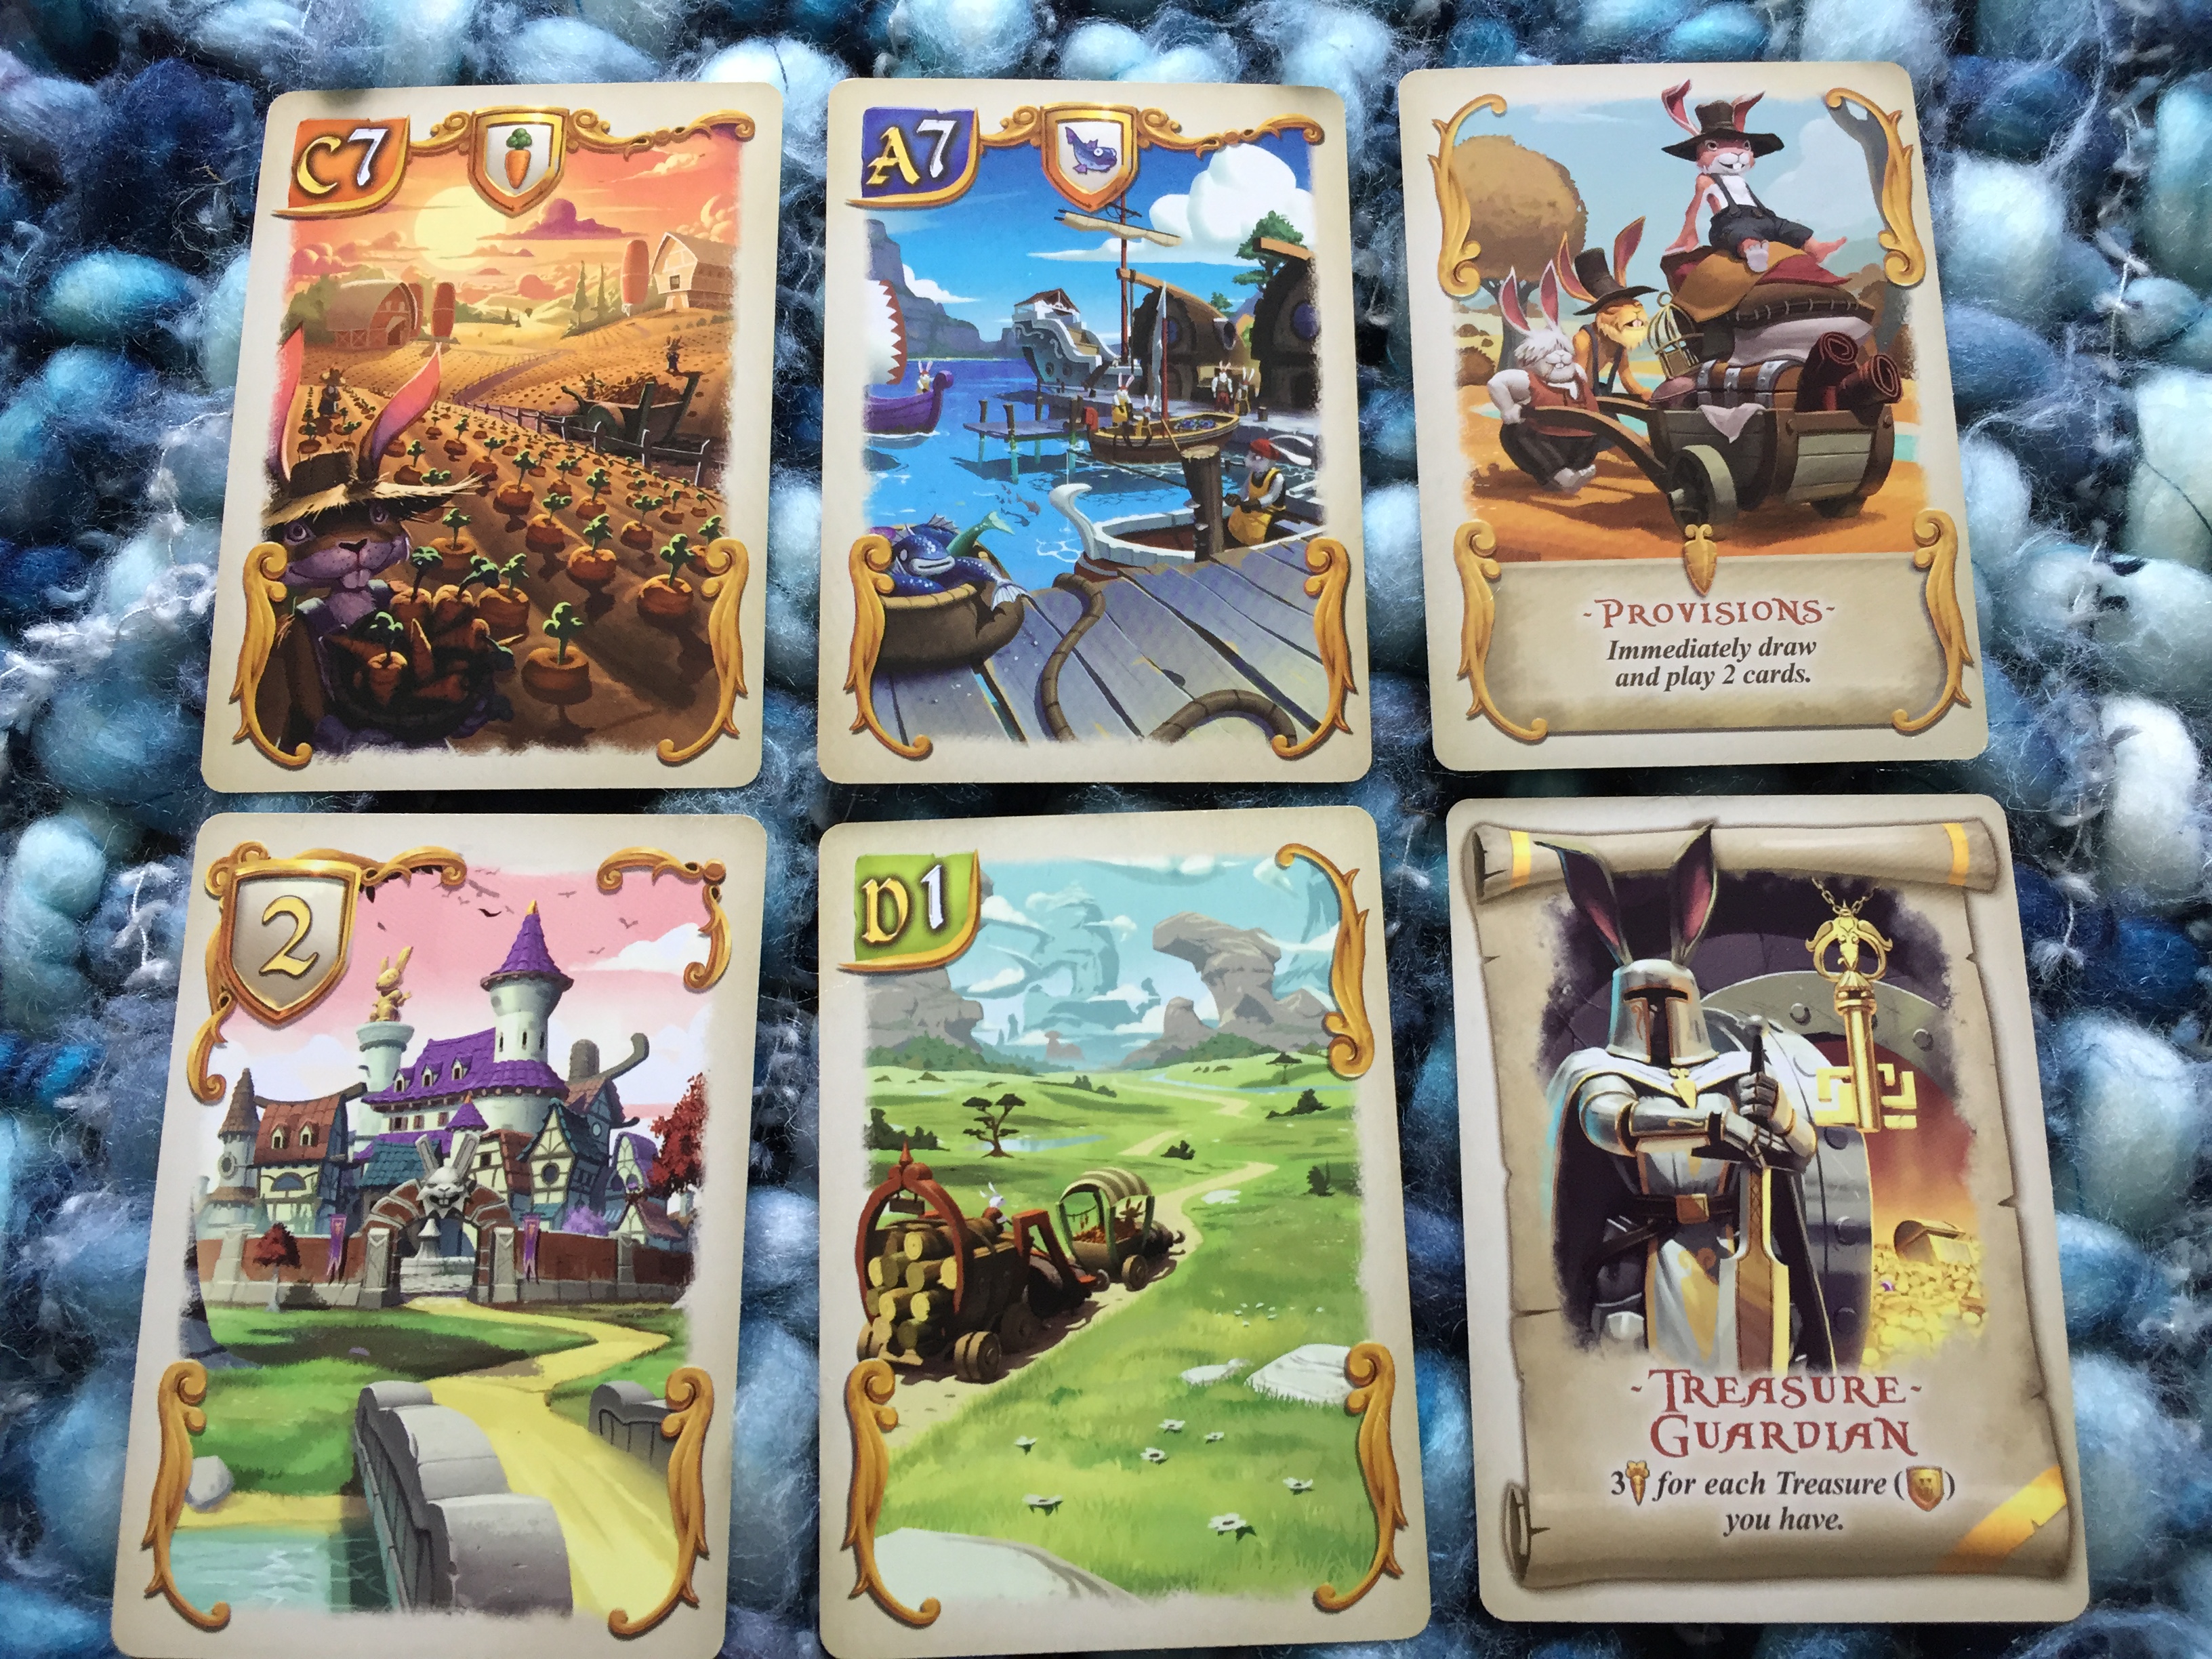 C7
A7
-PROVISIONS-
Immediately draw
and play 2 cards.
2
D1
-TREASURE-
GUARDIAN
3 for each Treasure ( )
you have.